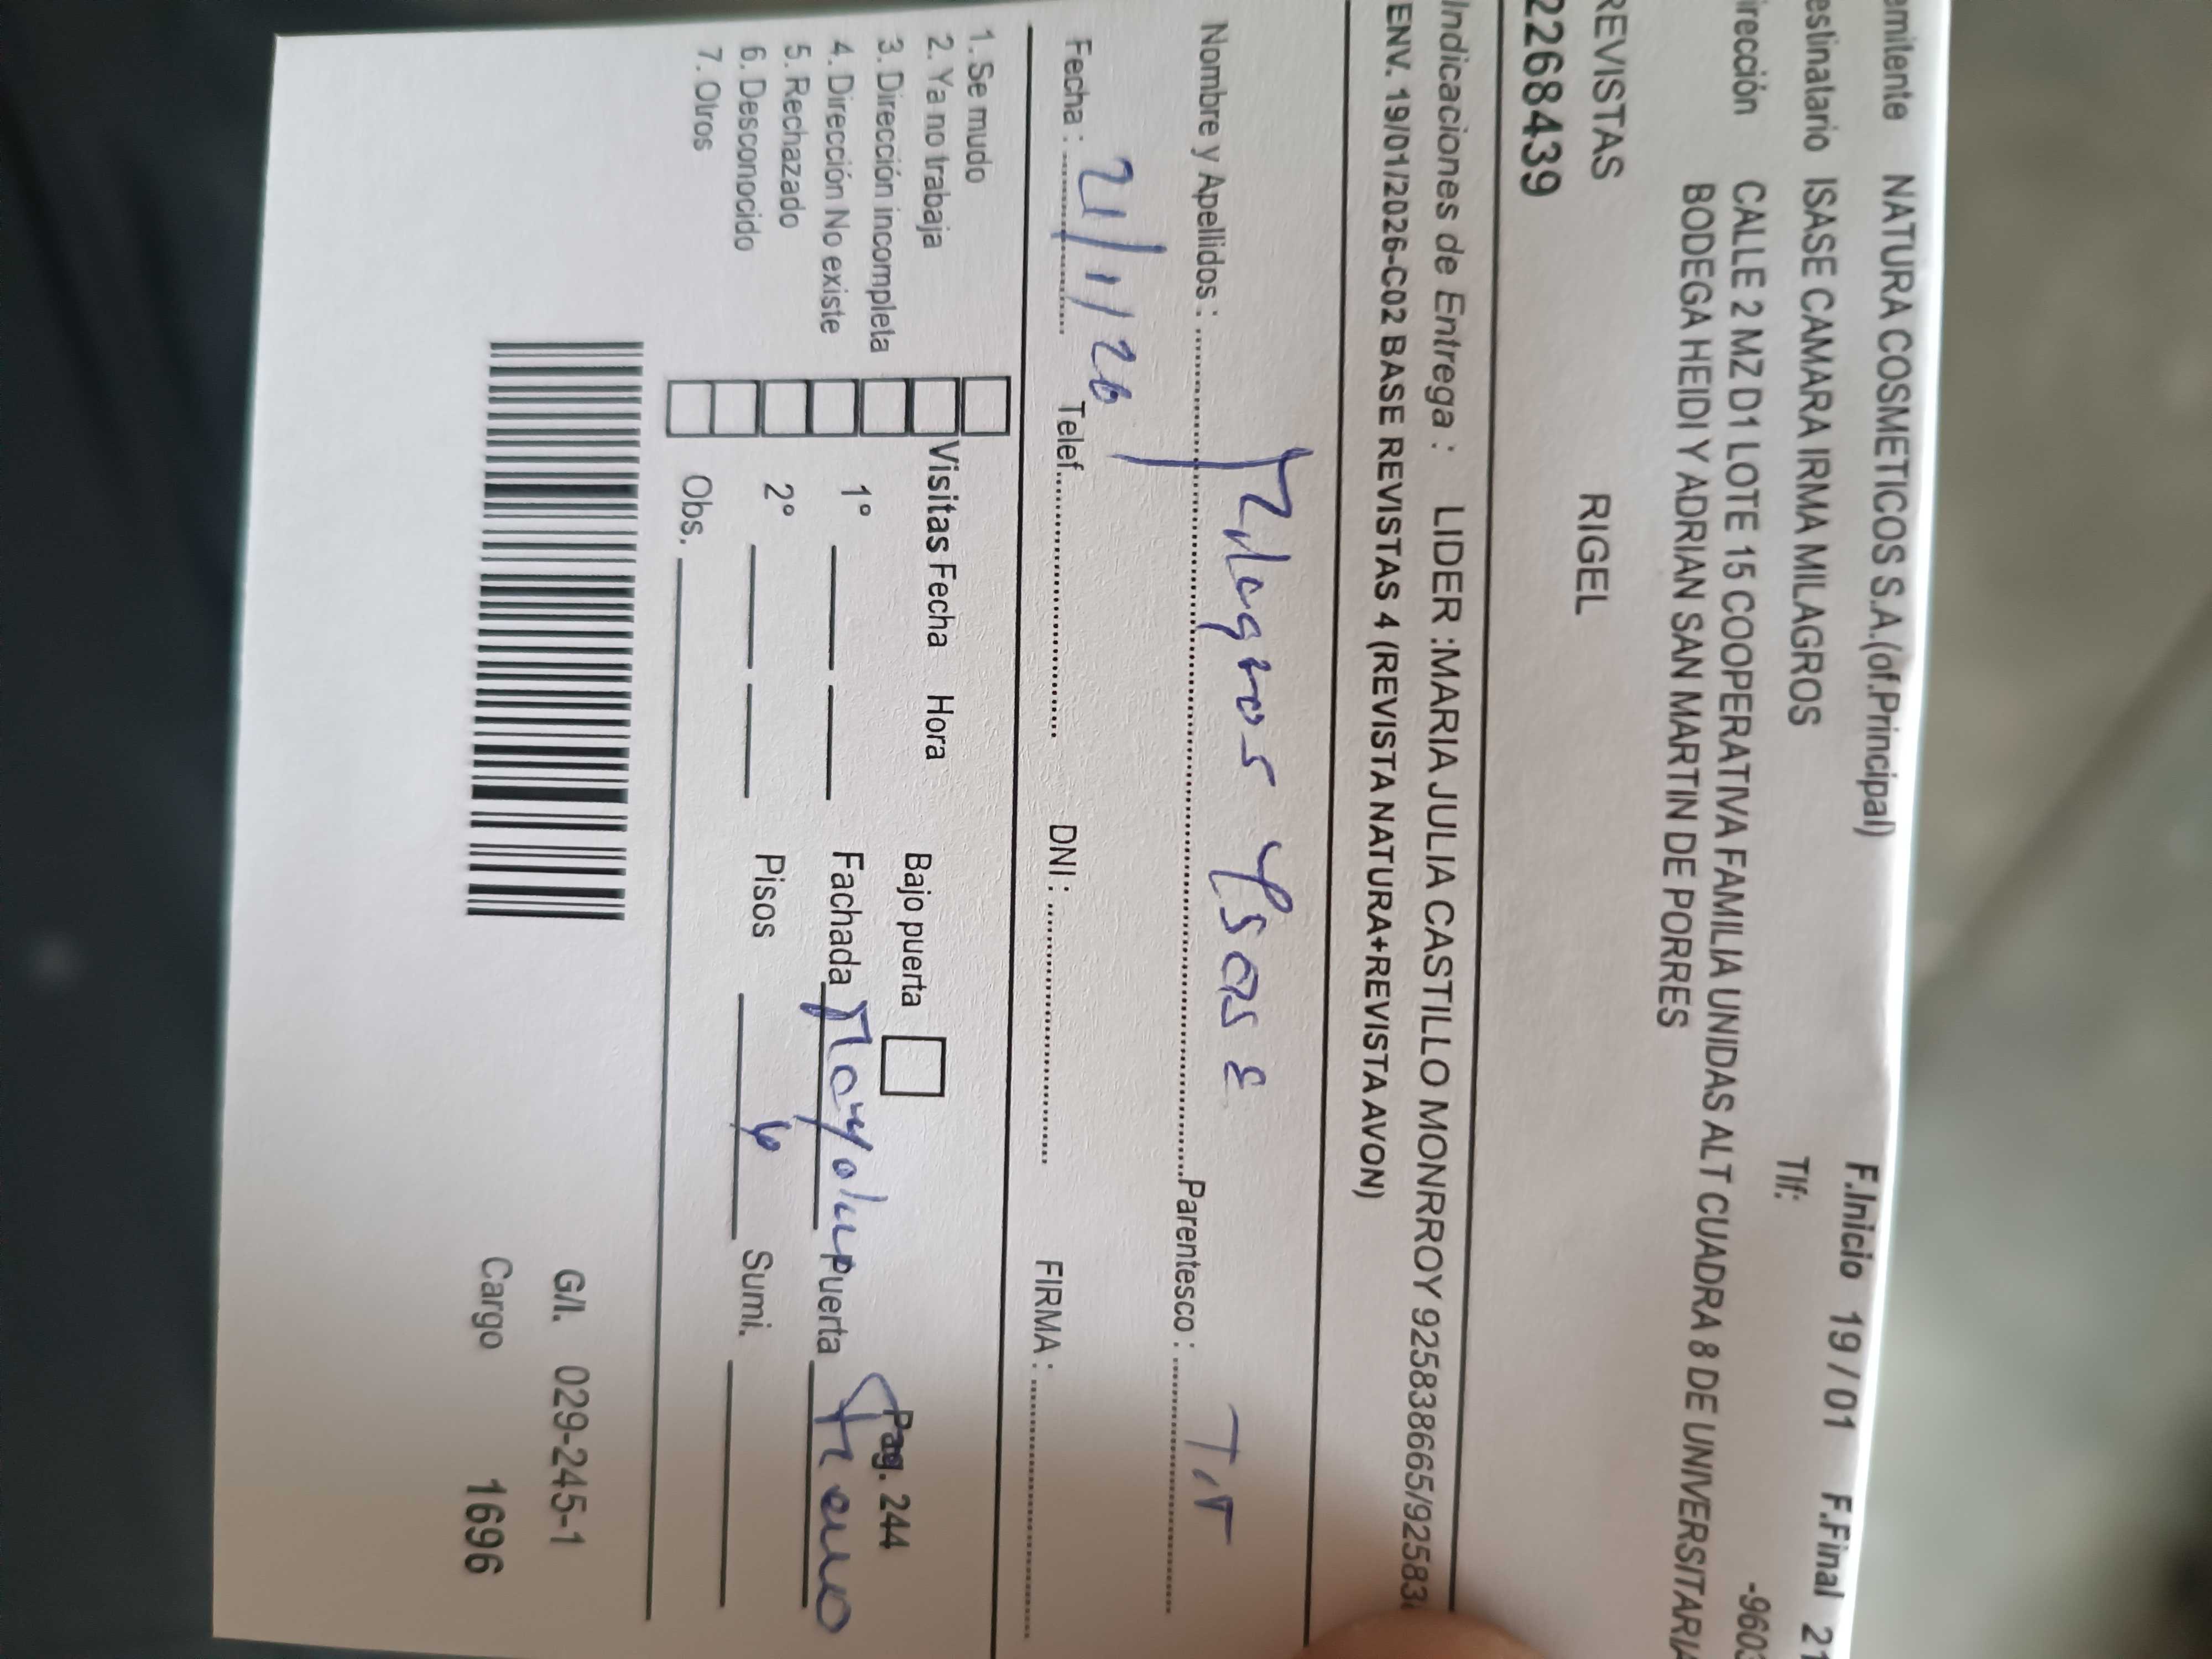 emitente NATURA COSMETICOS S.A.(of.Principal) F.Inicio 19 / 01 F.Final 21
estinatario ISASE CAMARA IRMA MILAGROS Tlf: -9603
irección CALLE 2 MZ D1 LOTE 15 COOPERATIVA FAMILIA UNIDAS ALT CUADRA 8 DE UNIVERSITARIA
BODEGA HEIDI Y ADRIAN SAN MARTIN DE PORRES
REVISTAS RIGEL
2268439
Indicaciones de Entrega : LIDER :MARIA JULIA CASTILLO MONRROY 925838665/92583
ENV. 19/01/2026-C02 BASE REVISTAS 4 (REVISTA NATURA+REVISTA AVON)
Nombre y Apellidos : Milagros Ysase Parentesco : TIT
Fecha : 21/1/26 Telef. DNI : FIRMA :
1. Se mudo
2. Ya no trabaja Visitas Fecha Hora Bajo puerta
3. Dirección incompleta Pag. 244
4. Dirección No existe 1° Fachada Puerta
5. Rechazado
6. Desconocido 2° Pisos Sumi.
7. Otros Obs.
G/I. 029-245-1
Cargo 1696